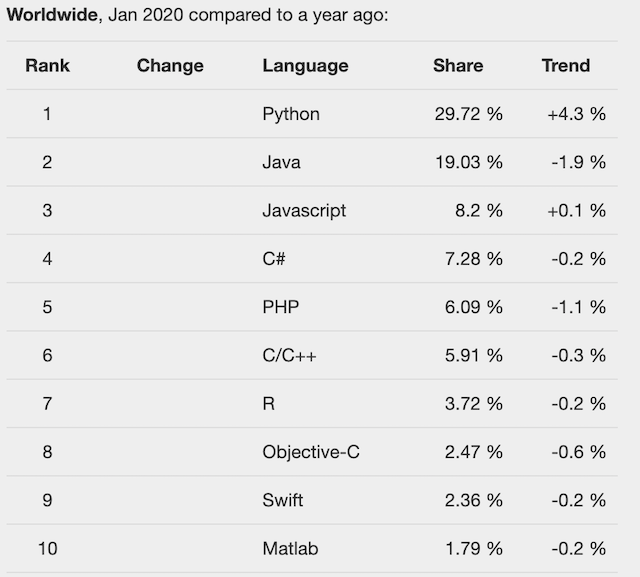 Worldwide, Jan 2020 compared to a year ago:
Rank Change Language Share Trend
1 Python 29.72 % +4.3 %
2 Java 19.03 % -1.9 %
3 Javascript 8.2 % +0.1 %
4 C# 7.28 % -0.2 %
5 PHP 6.09 % -1.1 %
6 C/C++ 5.91 % -0.3 %
7 R 3.72 % -0.2 %
8 Objective-C 2.47 % -0.6 %
9 Swift 2.36 % -0.2 %
10 Matlab 1.79 % -0.2 %